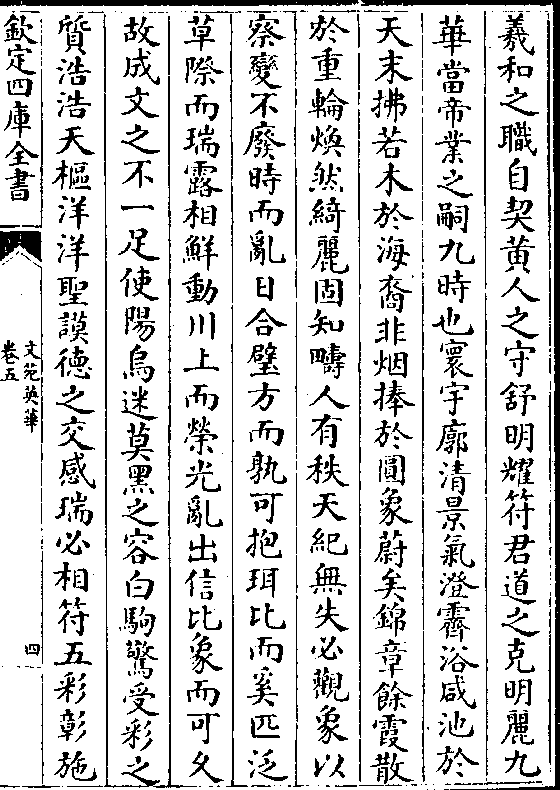 羲和之職自契黄人之守舒明耀符君道之克明麗九
華當帝業之嗣九時也寰宇廓清景氣澄霽浴咸池於
天末拂若木於海裔非烟捧於圓象蔚矣錦章餘霞散
於重輪煥然綺麗固知疇人有秩天紀無失必觀象以
察變不廢時而亂日合璧方而孰可抱珥比而奚匹泛
草際而瑞露相鮮動川上而榮光亂出信比象而可久
故成文之不一足使陽烏迷莫黑之容白駒驚受彩之
質浩浩天樞洋洋聖謨德之交感瑞必相符五彩彰施
欽定四庫全書
文苑英華
卷五
四